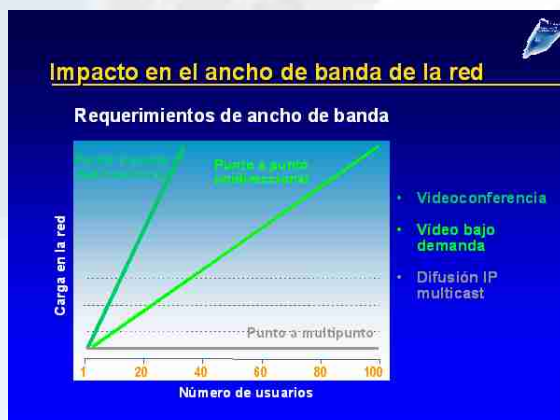 Impacto en el ancho de banda de la red
Requerimientos de ancho de banda
Punto a punto
Punto a punto
unidireccional
Carga en la red
Punto a multipunto
1 20 40 60 80 100
Número de usuarios
• Videoconferencia
• Vídeo bajo
demanda
• Difusión IP
multicast